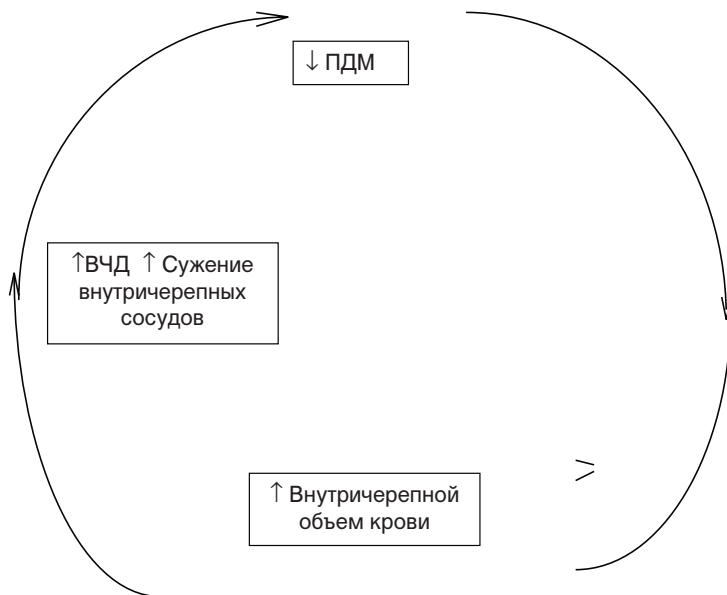 ↓ ПДМ
↑ВЧД ↑ Сужение
внутричерепных
сосудов
↑ Внутричерепной
объем крови